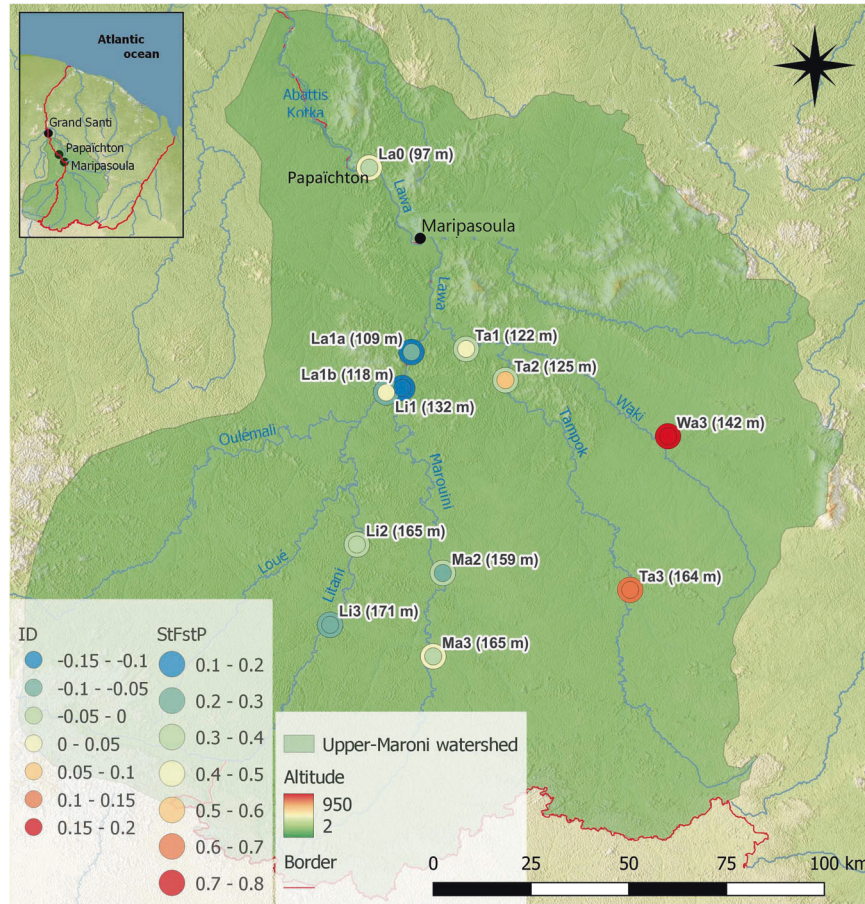 Atlantic
ocean
Grand Santi
Papaïchton
Maripasoula
Abattis
Kotka
La0 (97 m)
Papaïchton
Lawa
Maripasoula
Lawa
La1a (109 m)
Ta1 (122 m)
La1b (118 m)
Ta2 (125 m)
Li1 (132 m)
Waki
Wa3 (142 m)
Oulémali
Tampok
Marouini
Li2 (165 m)
Loué
Ma2 (159 m)
Litani
Ta3 (164 m)
Li3 (171 m)
Ma3 (165 m)
ID
-0.15 - -0.1
-0.1 - -0.05
-0.05 - 0
0 - 0.05
0.05 - 0.1
0.1 - 0.15
0.15 - 0.2
StFstP
0.1 - 0.2
0.2 - 0.3
0.3 - 0.4
0.4 - 0.5
0.5 - 0.6
0.6 - 0.7
0.7 - 0.8
Upper-Maroni watershed
Altitude
950
2
Border
0 25 50 75 100 km